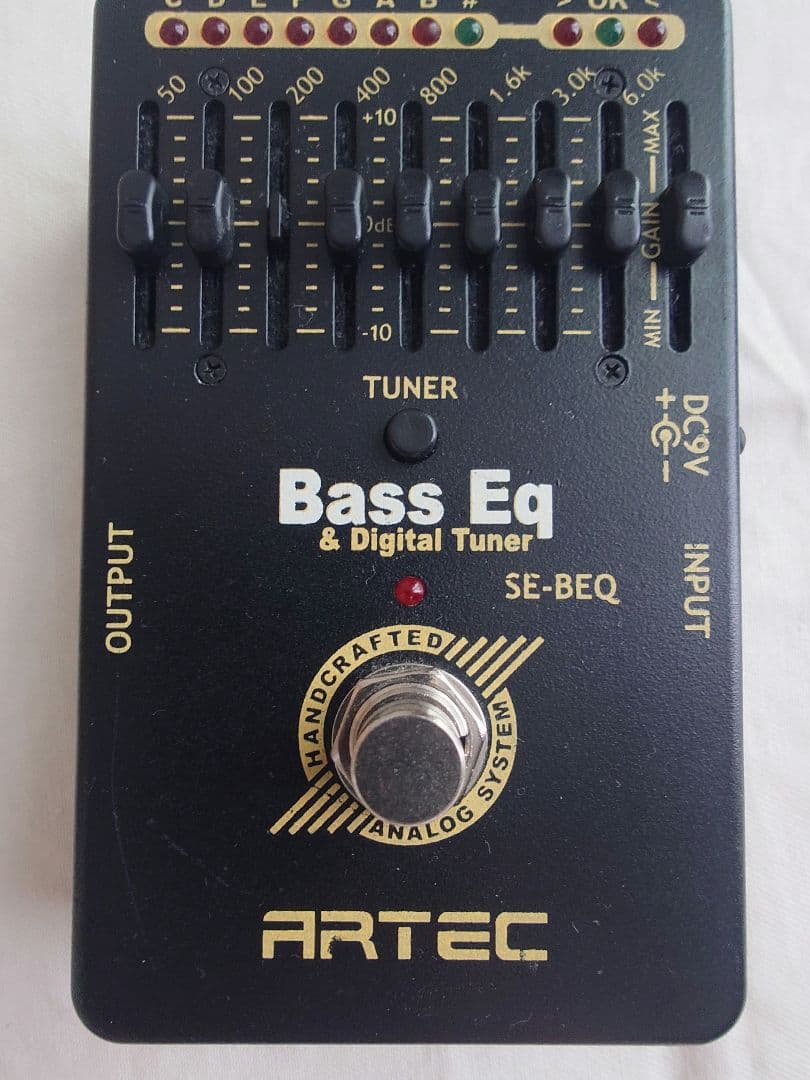 C D E F G A B # > OK <
50 100 200 400 800 1.6k 3.0k 6.0k
+10
0dB
-10
MAX
GAIN
MIN
TUNER
+ -
DC9V
Bass Eq
& Digital Tuner
OUTPUT
INPUT
SE-BEQ
HANDCRAFTED
ANALOG SYSTEM
ARTEC